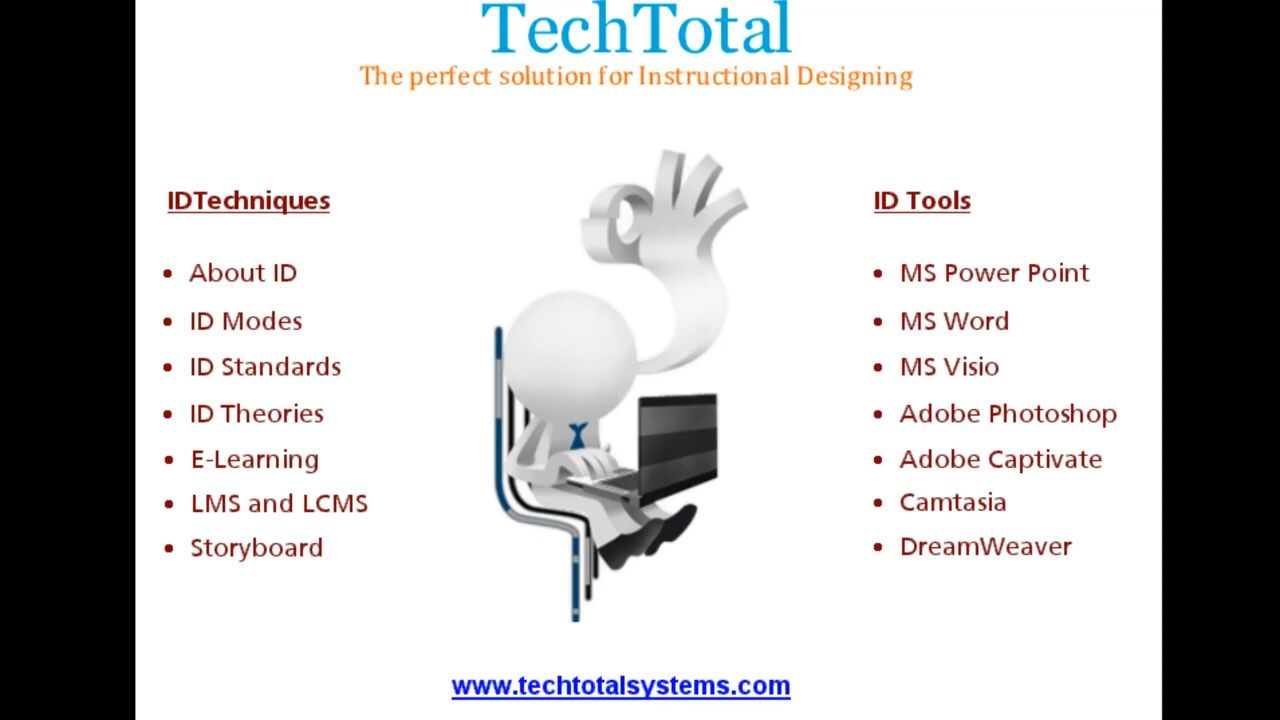 TechTotal
The perfect solution for Instructional Designing
IDTechniques
• About ID
• ID Modes
• ID Standards
• ID Theories
• E-Learning
• LMS and LCMS
• Storyboard
ID Tools
• MS Power Point
• MS Word
• MS Visio
• Adobe Photoshop
• Adobe Captivate
• Camtasia
• DreamWeaver
www.techtotalsystems.com